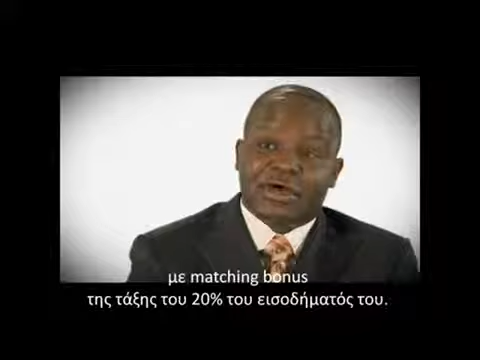 με matching bonus
της τάξης του 20% του εισοδήματός του.